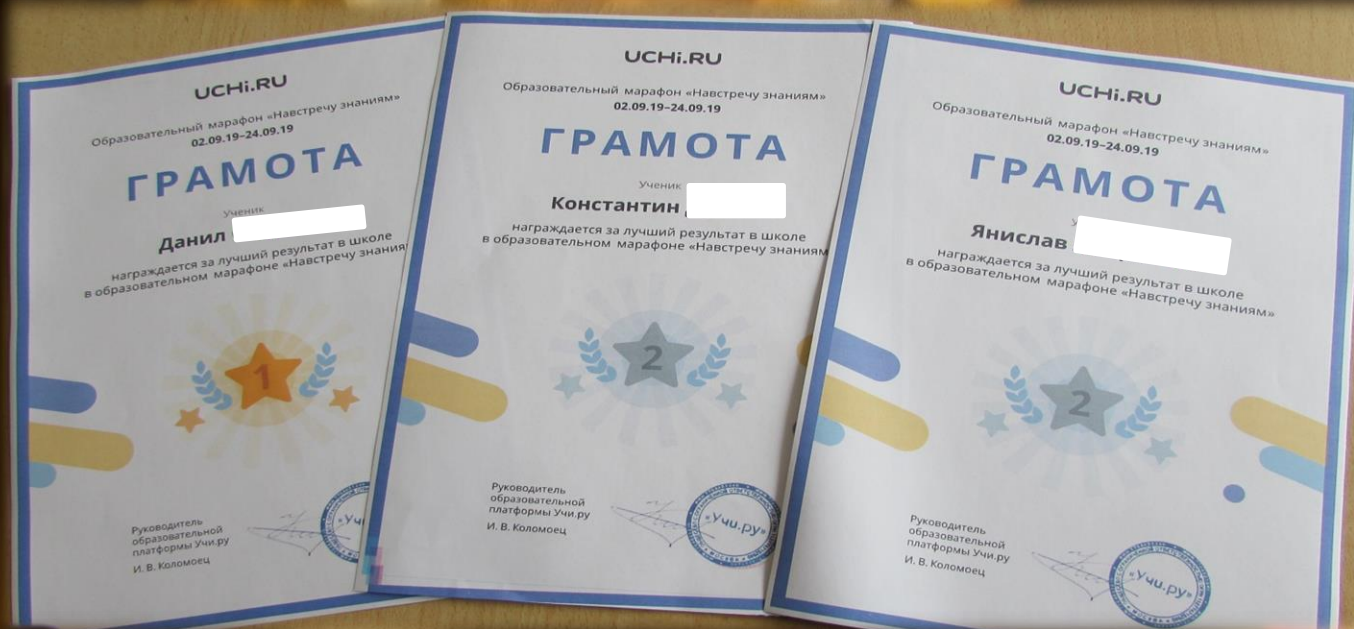 UCHi.RU
Образовательный марафон «Навстречу знаниям»
02.09.19–24.09.19
ГРАМОТА
Ученик
Данил
награждается за лучший результат в школе
в образовательном марафоне «Навстречу знаниям
1
Руководитель
образовательной
платформы Учи.ру
И. В. Коломоец
«Учи
UCHi.RU
Образовательный марафон «Навстречу знаниям»
02.09.19–24.09.19
ГРАМОТА
Ученик
Константин
награждается за лучший результат в школе
в образовательном марафоне «Навстречу знаниям
2
Руководитель
образовательной
платформы Учи.ру
И. В. Коломоец
«Учи.ру»
МОСКВА
UCHi.RU
Образовательный марафон «Навстречу знаниям»
02.09.19–24.09.19
ГРАМОТА
Янислав
награждается за лучший результат в школе
в образовательном марафоне «Навстречу знаниям»
2
Руководитель
образовательной
платформы Учи.ру
И. В. Коломоец
«Учи.ру»
МОСКВА